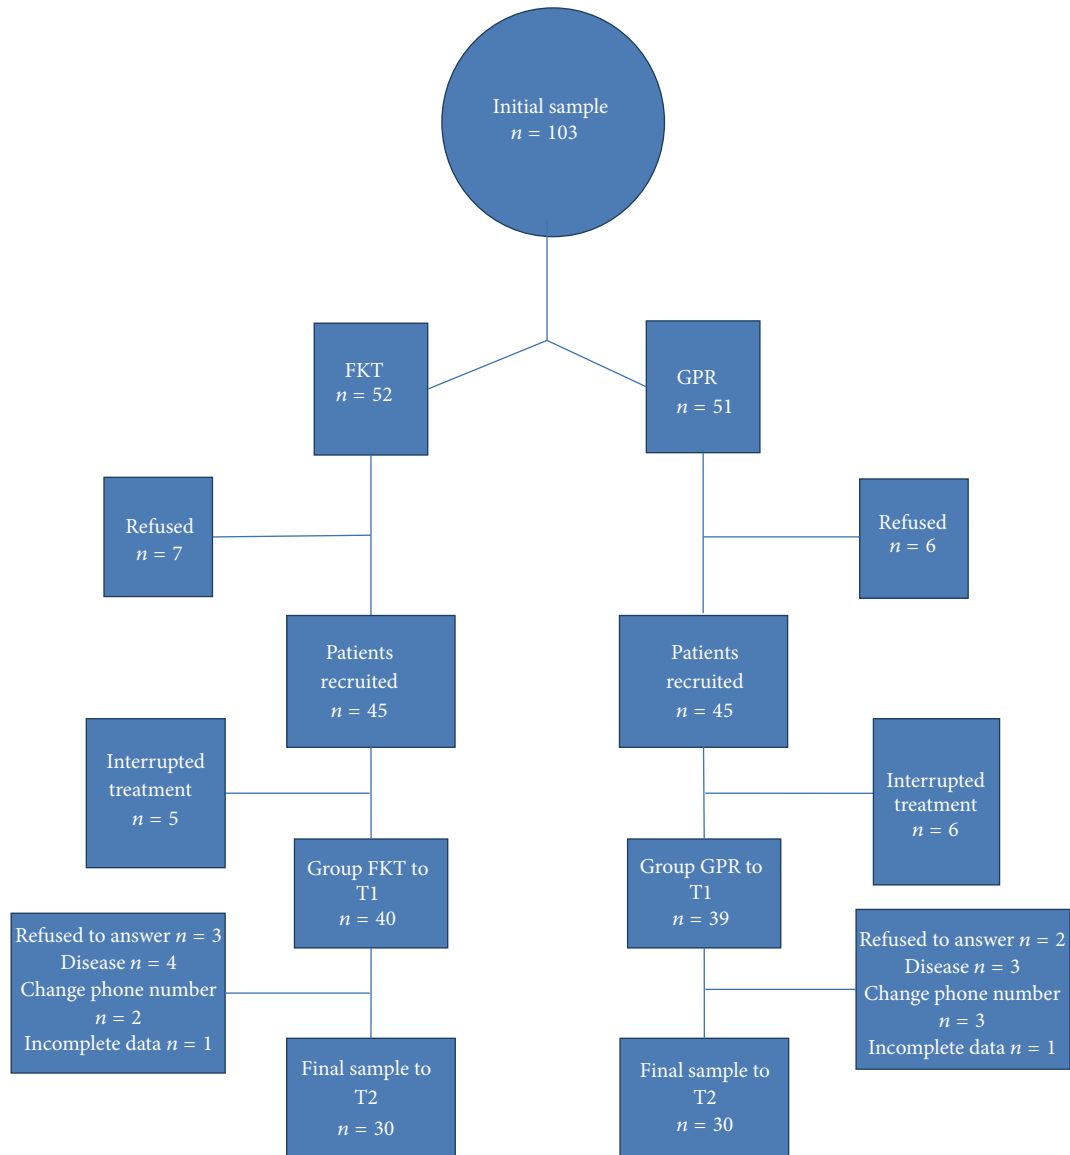 Initial sample
n = 103
FKT
n = 52
GPR
n = 51
Refused
n = 7
Refused
n = 6
Patients
recruited
n = 45
Patients
recruited
n = 45
Interrupted
treatment
n = 5
Interrupted
treatment
n = 6
Group FKT to
T1
n = 40
Group GPR to
T1
n = 39
Refused to answer n = 3
Disease n = 4
Change phone number
n = 2
Incomplete data n = 1
Refused to answer n = 2
Disease n = 3
Change phone number
n = 3
Incomplete data n = 1
Final sample to
T2
n = 30
Final sample to
T2
n = 30